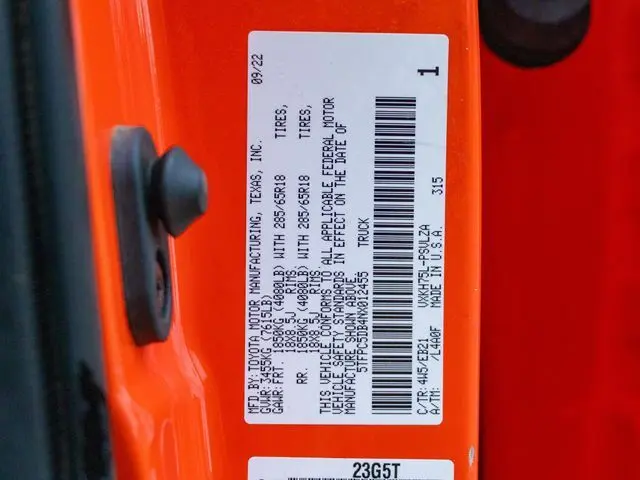 MFD.BY:TOYOTA MOTOR MANUFACTURING, TEXAS, INC. 09/22
GVWR:3455KG (7615LB)
GAWR:FRT. 1850KG (4080LB) WITH 285/65R18 TIRES,
18X8.5J RIMS.
RR. 1850KG (4080LB) WITH 285/65R18 TIRES,
18X8.5J RIMS.
THIS VEHICLE CONFORMS TO ALL APPLICABLE FEDERAL MOTOR
VEHICLE SAFETY STANDARDS IN EFFECT ON THE DATE OF
MANUFACTURE SHOWN ABOVE.
5TFPC5DB4NX012455 TRUCK
C/TR:4W5/EB21 VXKH75L-PSVLZA 315
A/TM: /L4A0F MADE IN U.S.A.
1
23G5T